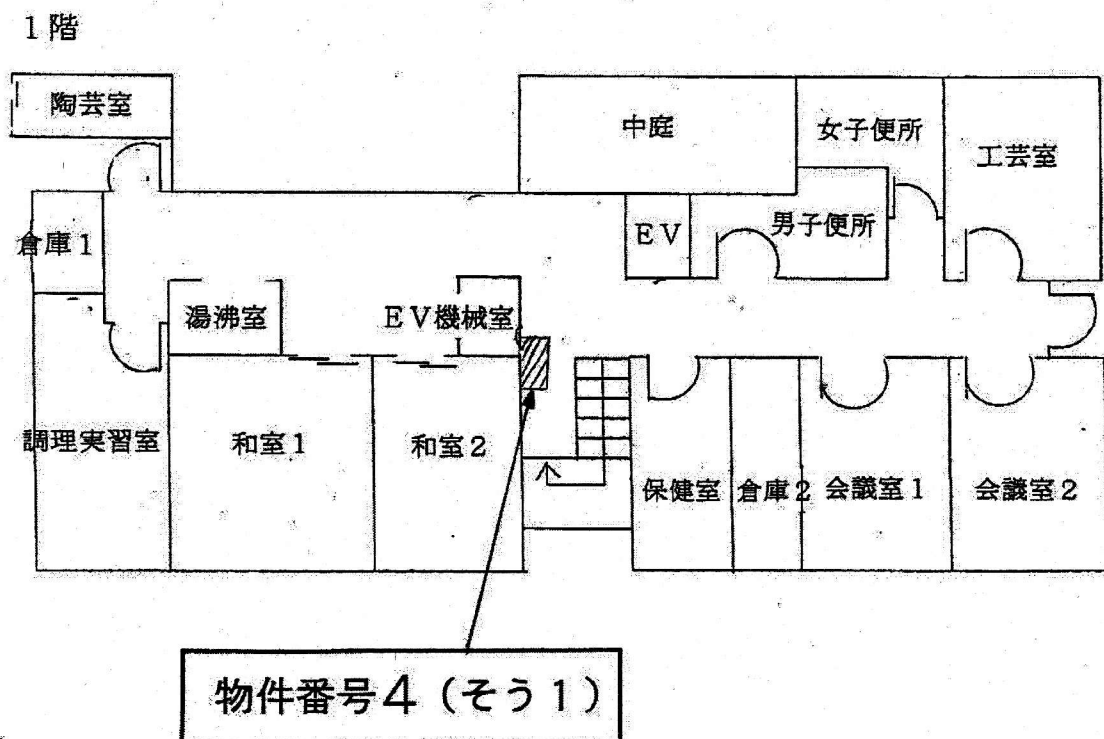 1階
陶芸室
中庭
女子便所
工芸室
倉庫1
EV
男子便所
湯沸室
EV機械室
調理実習室
和室1
和室2
保健室
倉庫2
会議室1
会議室2
物件番号4(そう1)